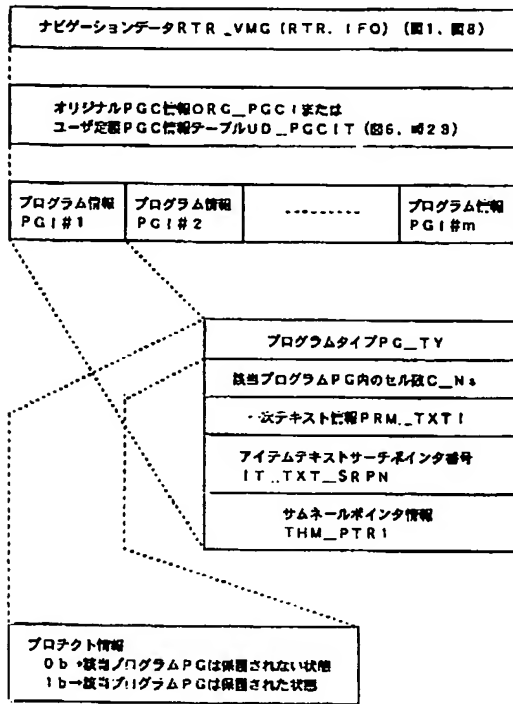 ナビゲーションデータRTR_VMG(RTR.IFO)(図1、図8)
オリジナルPGC情報ORG_PGCIまたは
ユーザ定義PGC情報テーブルUD_PGCIT(図6、図29)
プログラム情報
PGI#1
プログラム情報
PGI#2
---------
プログラム情報
PGI#m
プログラムタイプPG_TY
該当プログラムPG内のセル数C_Ns
一次テキスト情報PRM_TXTI
アイテムテキストサーチポインタ番号
IT_TXT_SRPN
サムネールポインタ情報
THM_PTRI
プロテクト情報
0b→該当プログラムPGは保護されない状態
1b→該当プログラムPGは保護された状態